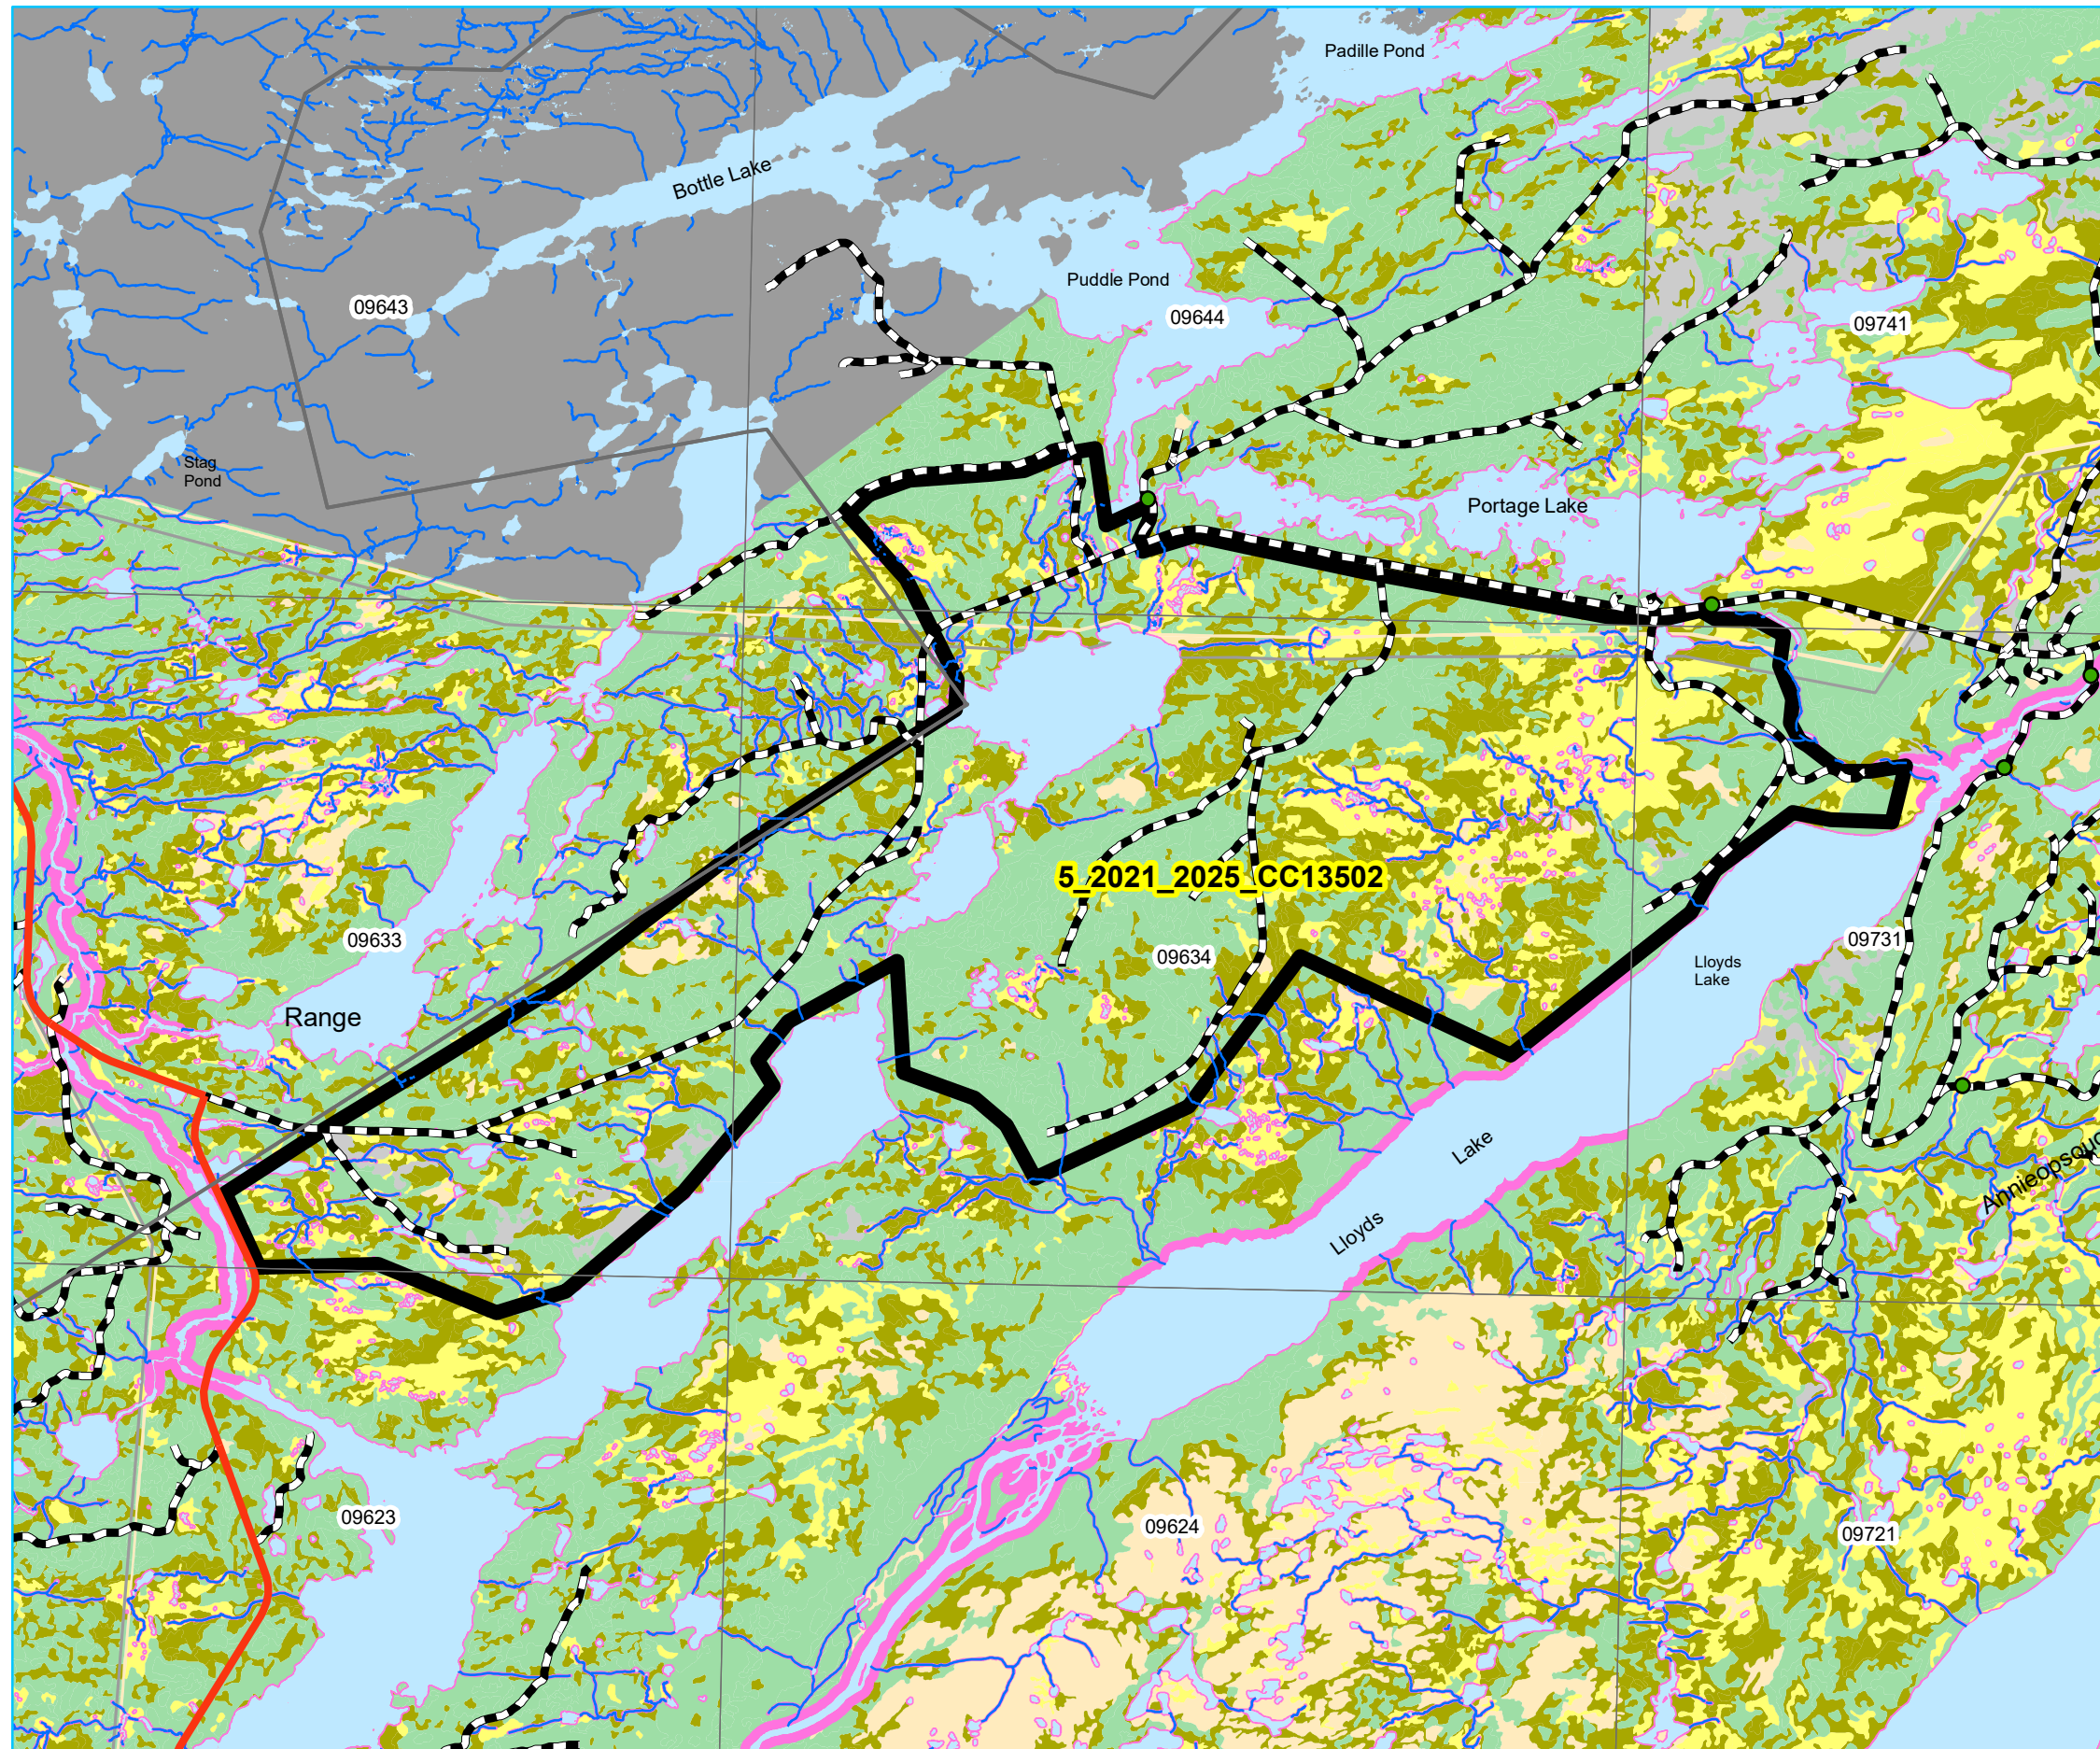 Padille Pond
Bottle Lake
Puddle Pond
09643
09644
09741
Stag
Pond
Portage Lake
5_2021_2025_CC13502
09633
09634
09731
Lloyds
Lake
Range
Lake
Lloyds
09623
09624
09721